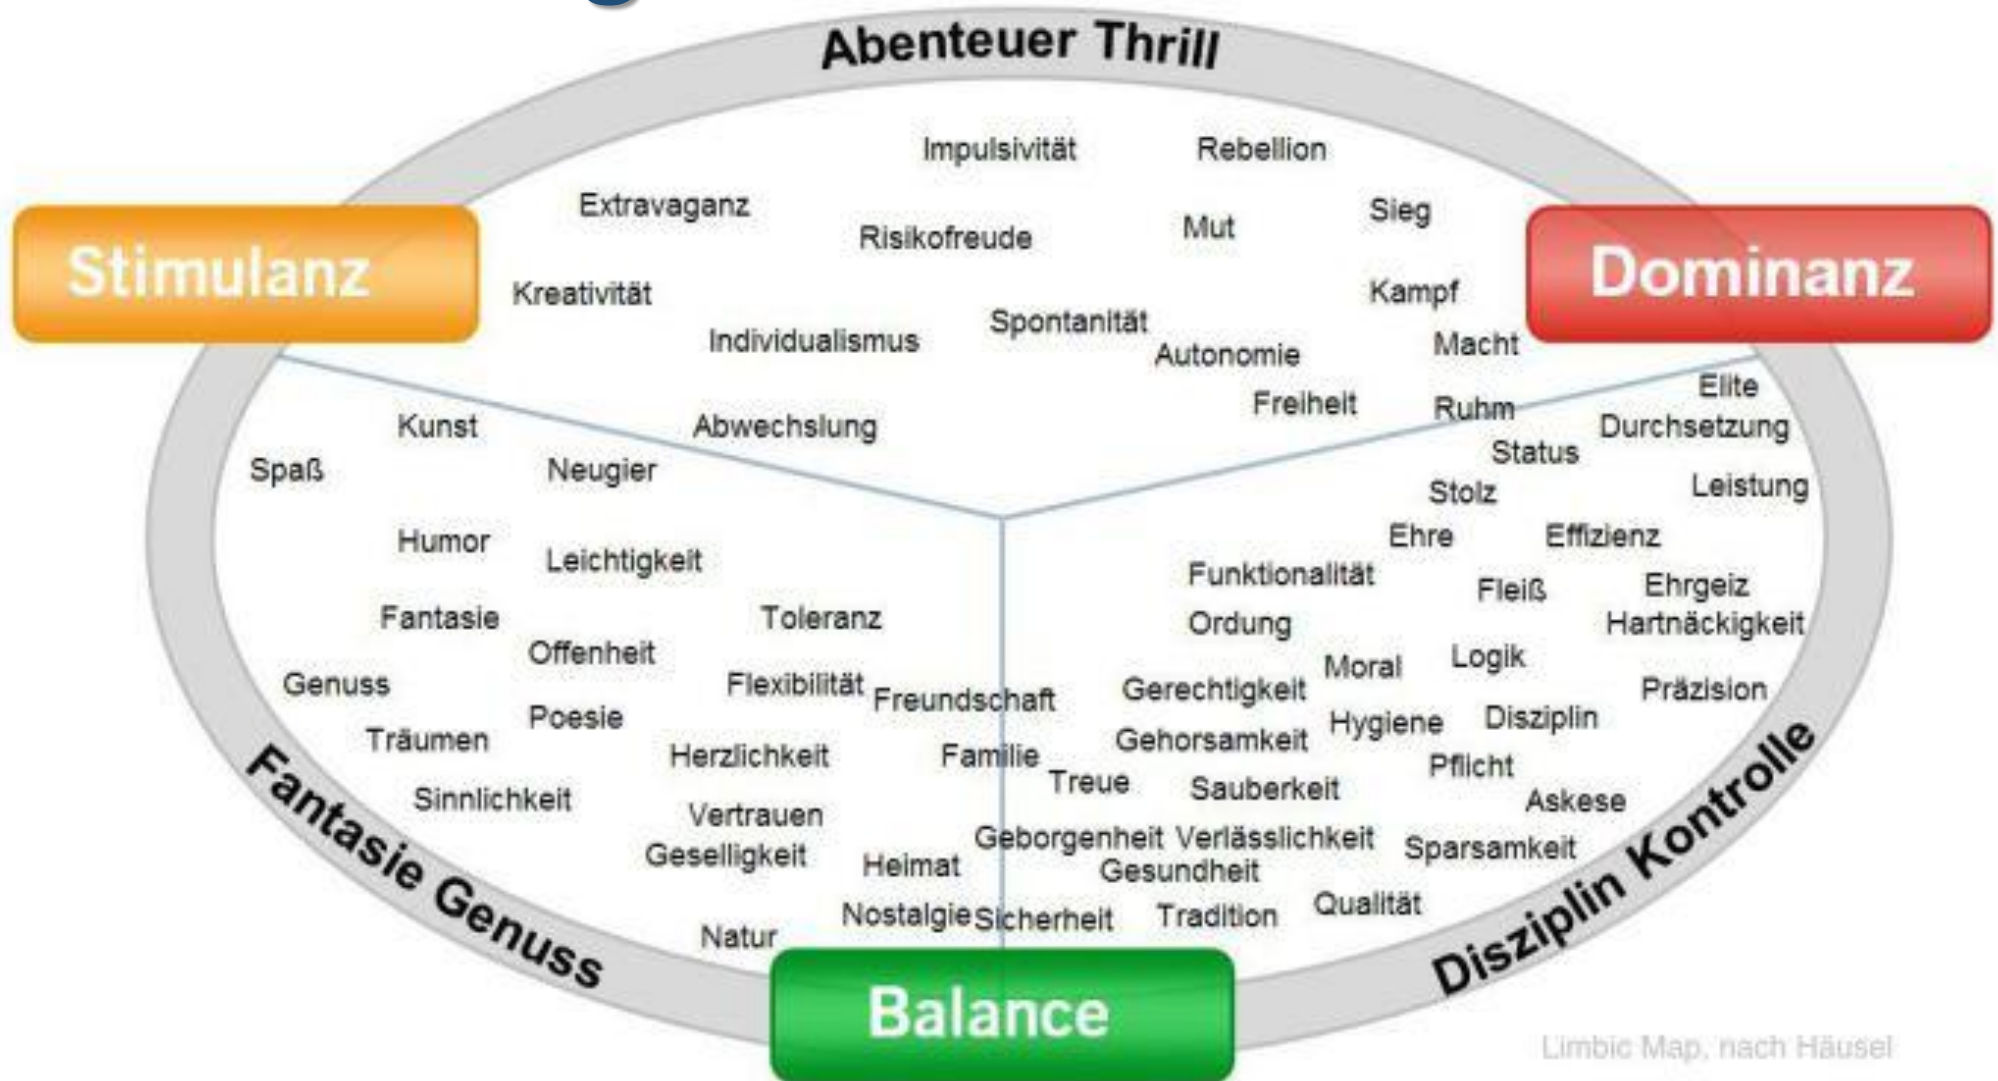 Abenteuer Thrill
Impulsivität
Rebellion
Extravaganz
Sieg
Mut
Risikofreude
Stimulanz
Dominanz
Kreativität
Kampf
Spontanität
Individualismus
Macht
Autonomie
Elite
Freiheit
Ruhm
Kunst
Abwechslung
Durchsetzung
Status
Spaß
Neugier
Leistung
Stolz
Ehre
Effizienz
Humor
Leichtigkeit
Funktionalität
Fleiß
Ehrgeiz
Fantasie
Toleranz
Ordung
Hartnäckigkeit
Offenheit
Logik
Moral
Genuss
Flexibilität
Gerechtigkeit
Präzision
Freundschaft
Poesie
Disziplin
Hygiene
Träumen
Gehorsamkeit
Herzlichkeit
Familie
Pflicht
Treue
Sauberkeit
Sinnlichkeit
Askese
Vertrauen
Geborgenheit
Verlässlichkeit
Sparsamkeit
Geselligkeit
Heimat
Gesundheit
Qualität
Nostalgie
Sicherheit
Tradition
Natur
Fantasie Genuss
Disziplin Kontrolle
Balance
Limbic Map, nach Häusel